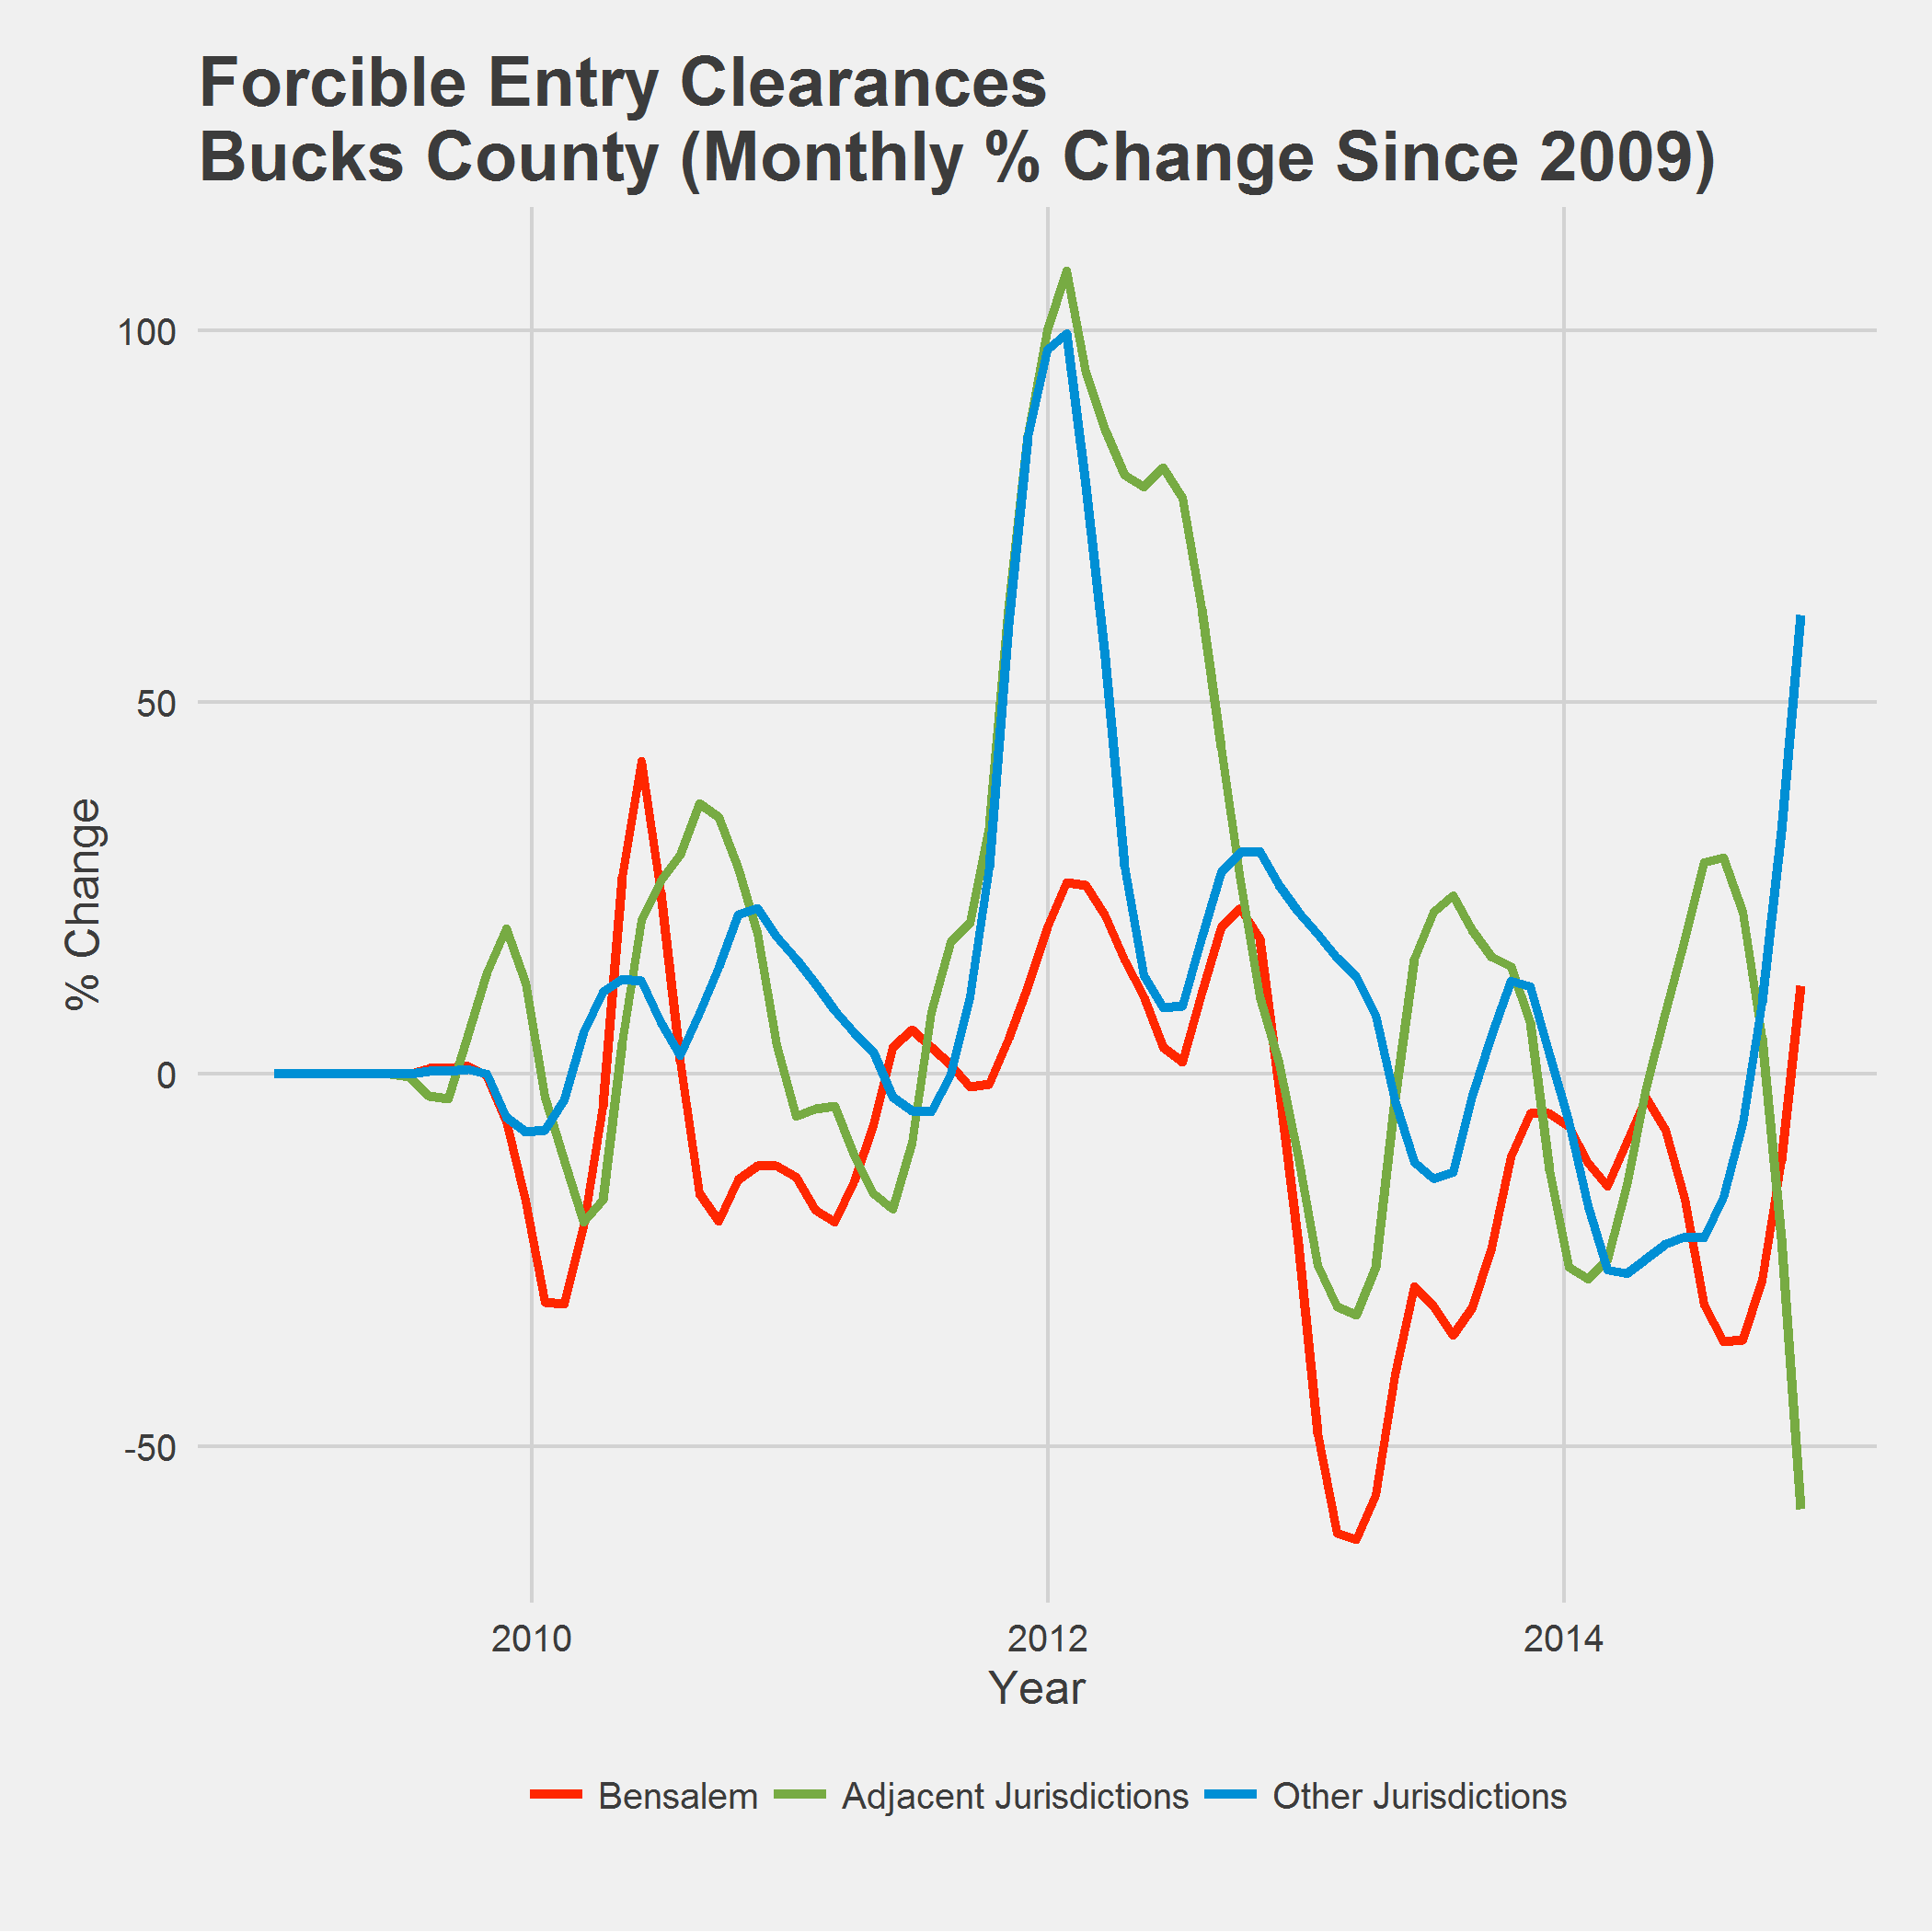 Forcible Entry Clearances
Bucks County (Monthly % Change Since 2009)
100
50
0
-50
% Change
2010 2012 2014
Year
Bensalem Adjacent Jurisdictions Other Jurisdictions